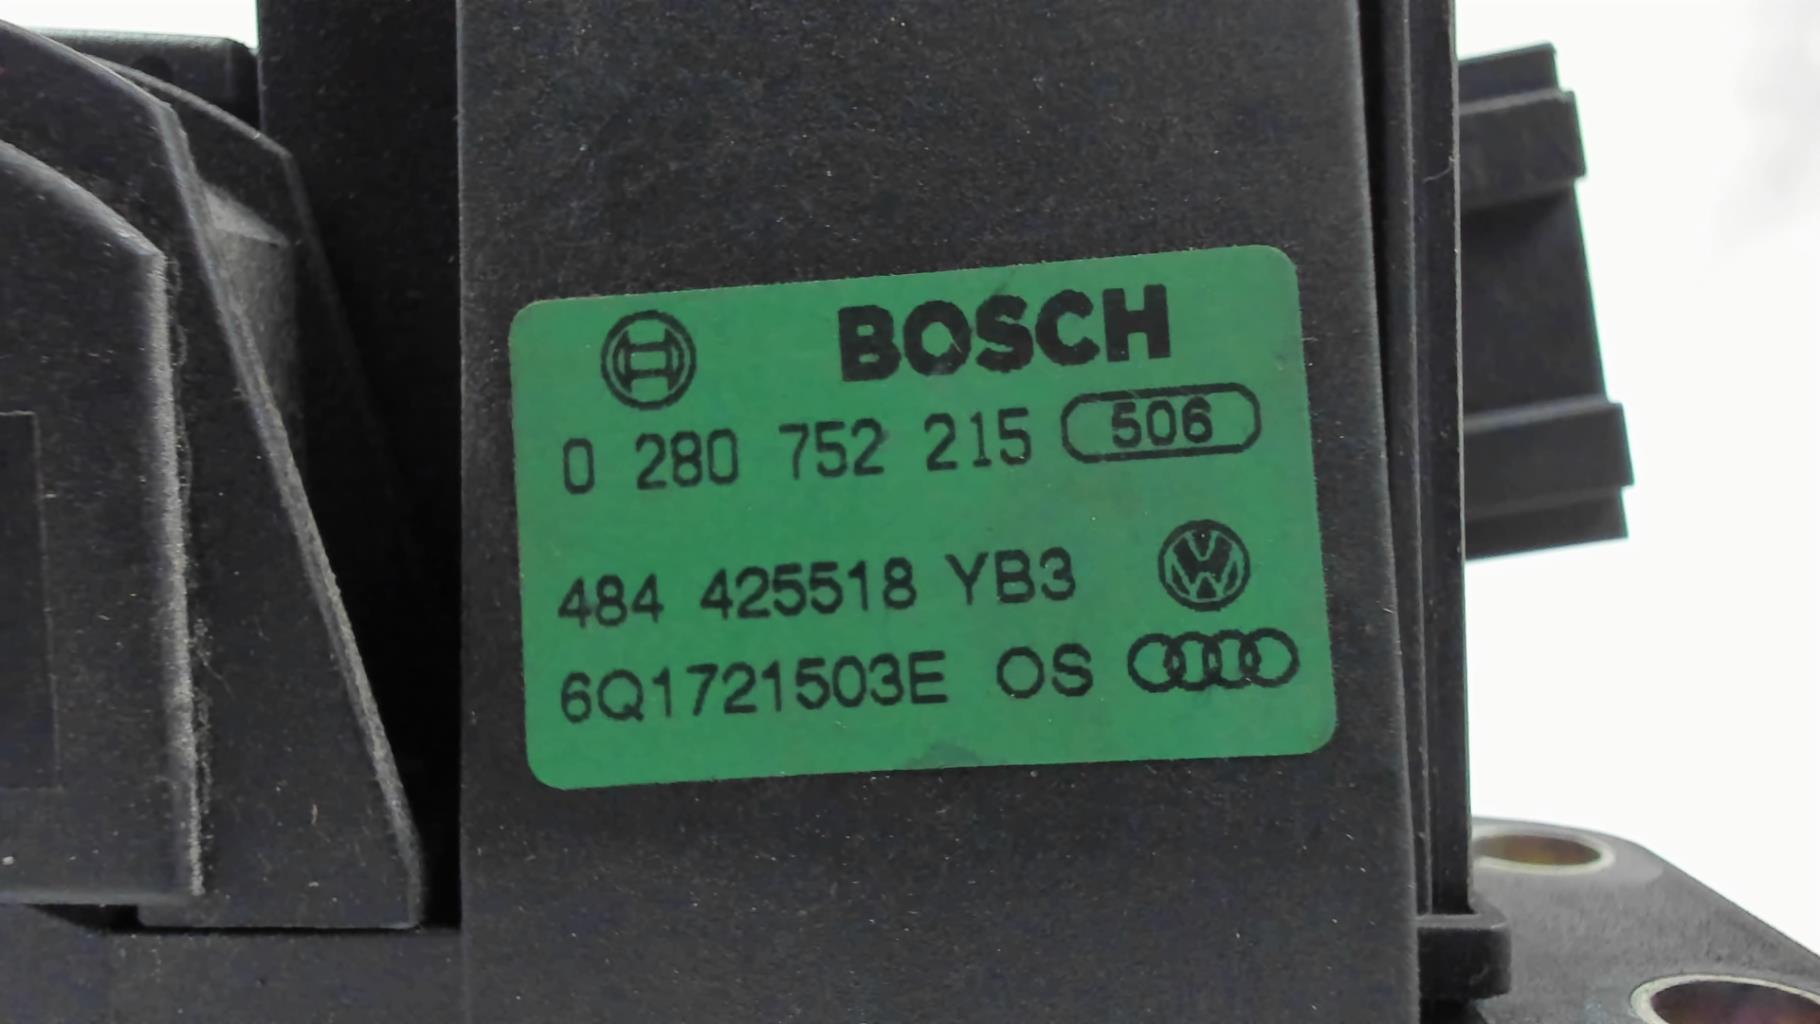 BOSCH
0 280 752 215 506
484 425518 YB3
6Q1721503E OS